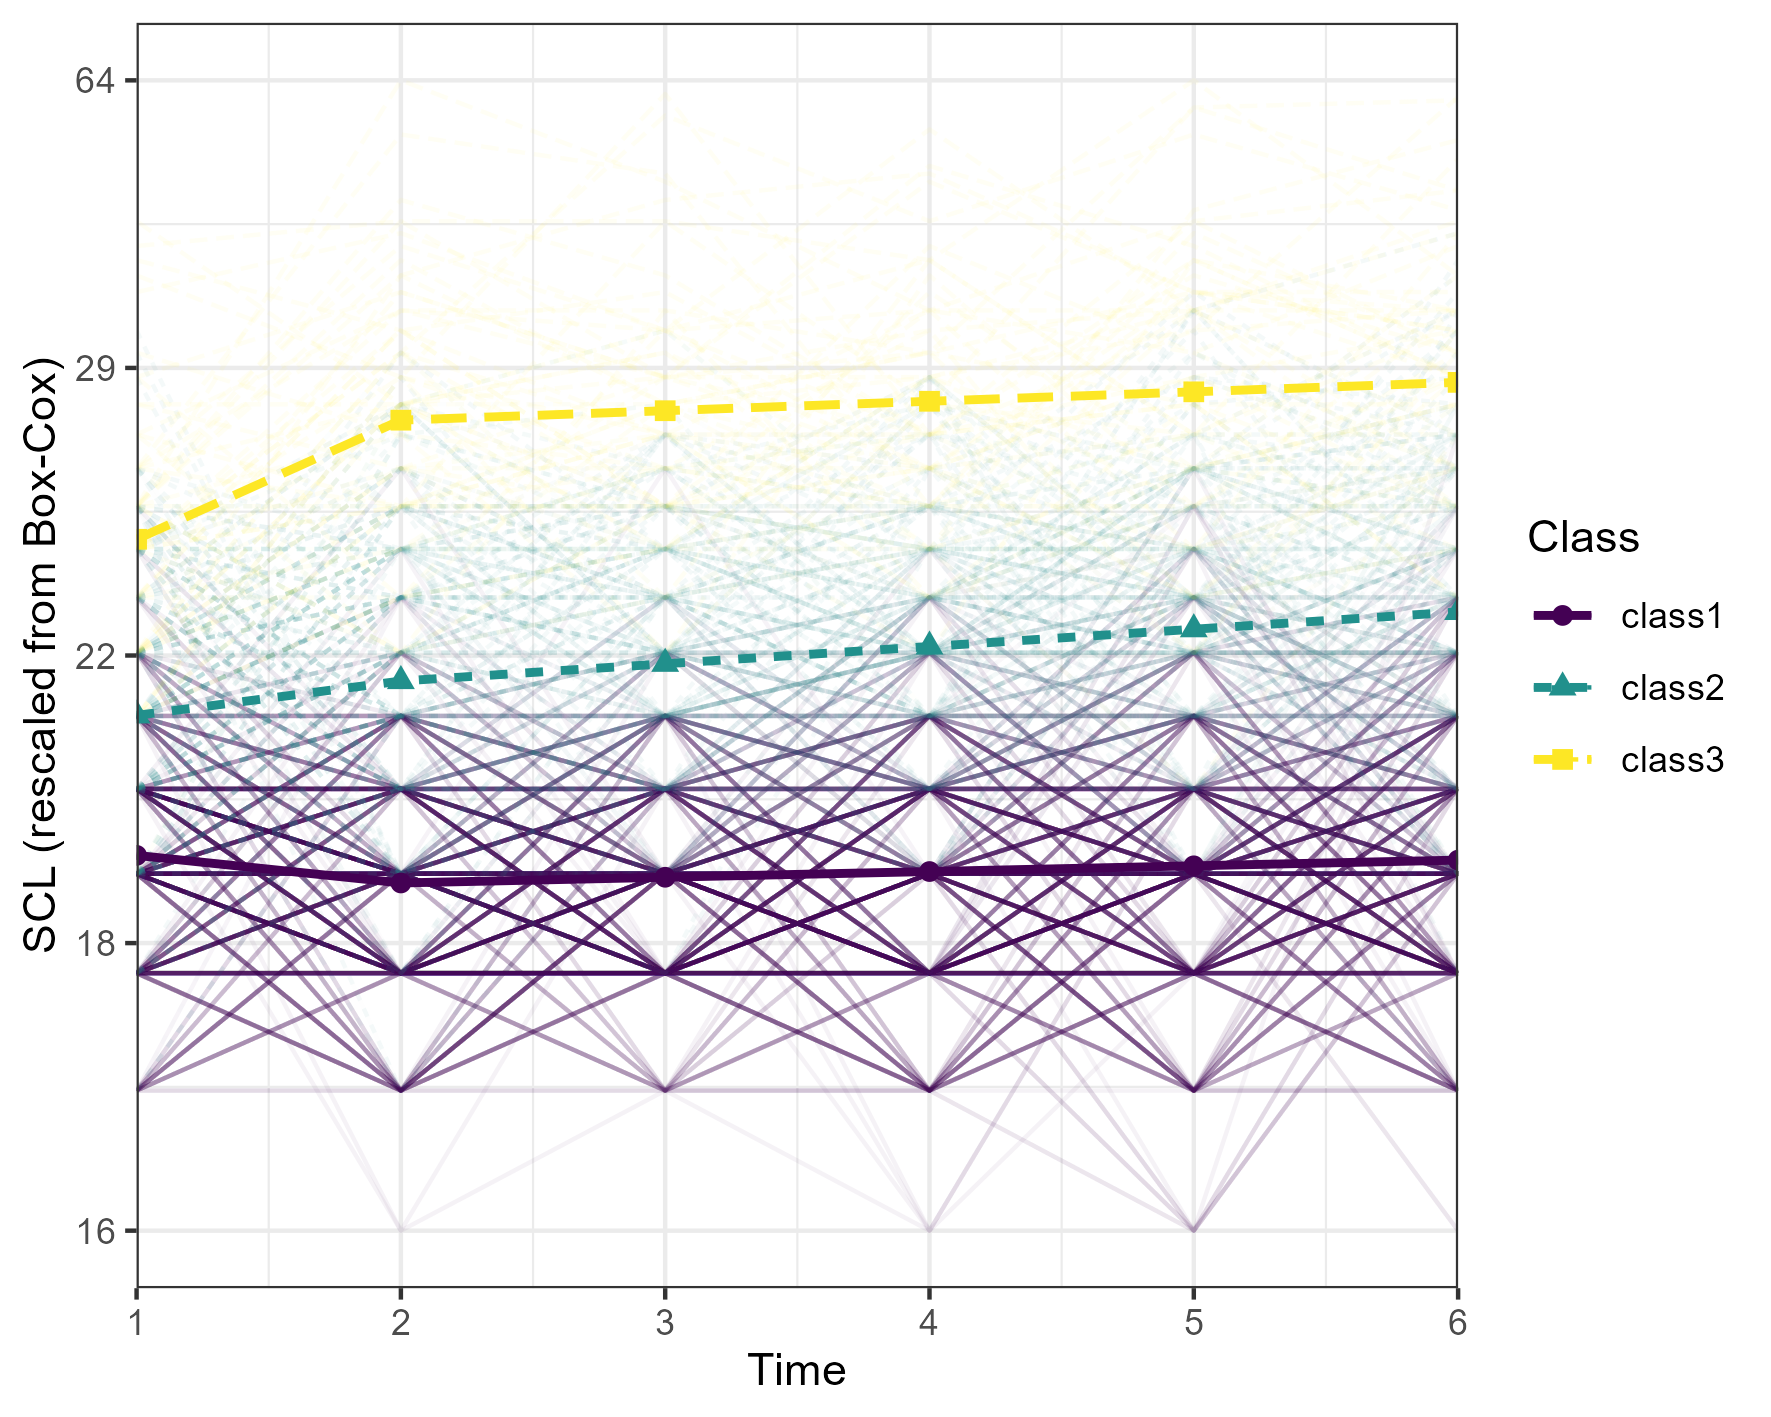 SCL (rescaled from Box-Cox)
64
29
22
18
16
1 2 3 4 5 6
Time
Class
class1
class2
class3